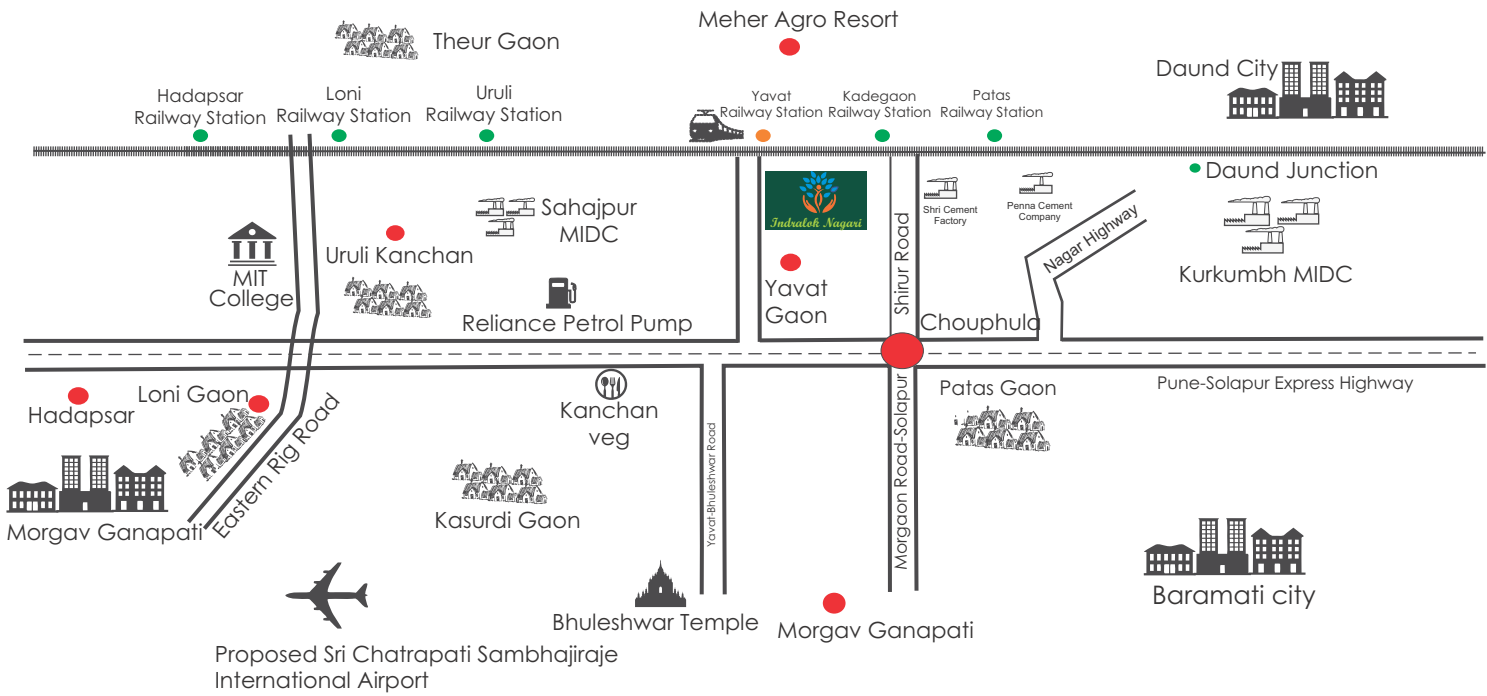 Meher Agro Resort
Theur Gaon
Daund City
Hadapsar
Railway Station
Loni
Railway Station
Uruli
Railway Station
Yavat
Railway Station
Kadegaon
Railway Station
Patas
Railway Station
Daund Junction
Indralok Nagari
Shri Cement
Factory
Penna Cement
Company
Sahajpur
MIDC
Uruli Kanchan
MIT
College
Shirur Road
Nagar Highway
Kurkumbh MIDC
Yavat
Gaon
Reliance Petrol Pump
Chouphula
Pune-Solapur Express Highway
Hadapsar
Loni Gaon
Eastern Rig Road
Kanchan
veg
Yavat-Bhuleshwar Road
Morgaon Road-Solapur
Patas Gaon
Morgav Ganapati
Kasurdi Gaon
Baramati city
Bhuleshwar Temple
Morgav Ganapati
Proposed Sri Chatrapati Sambhajiraje
International Airport